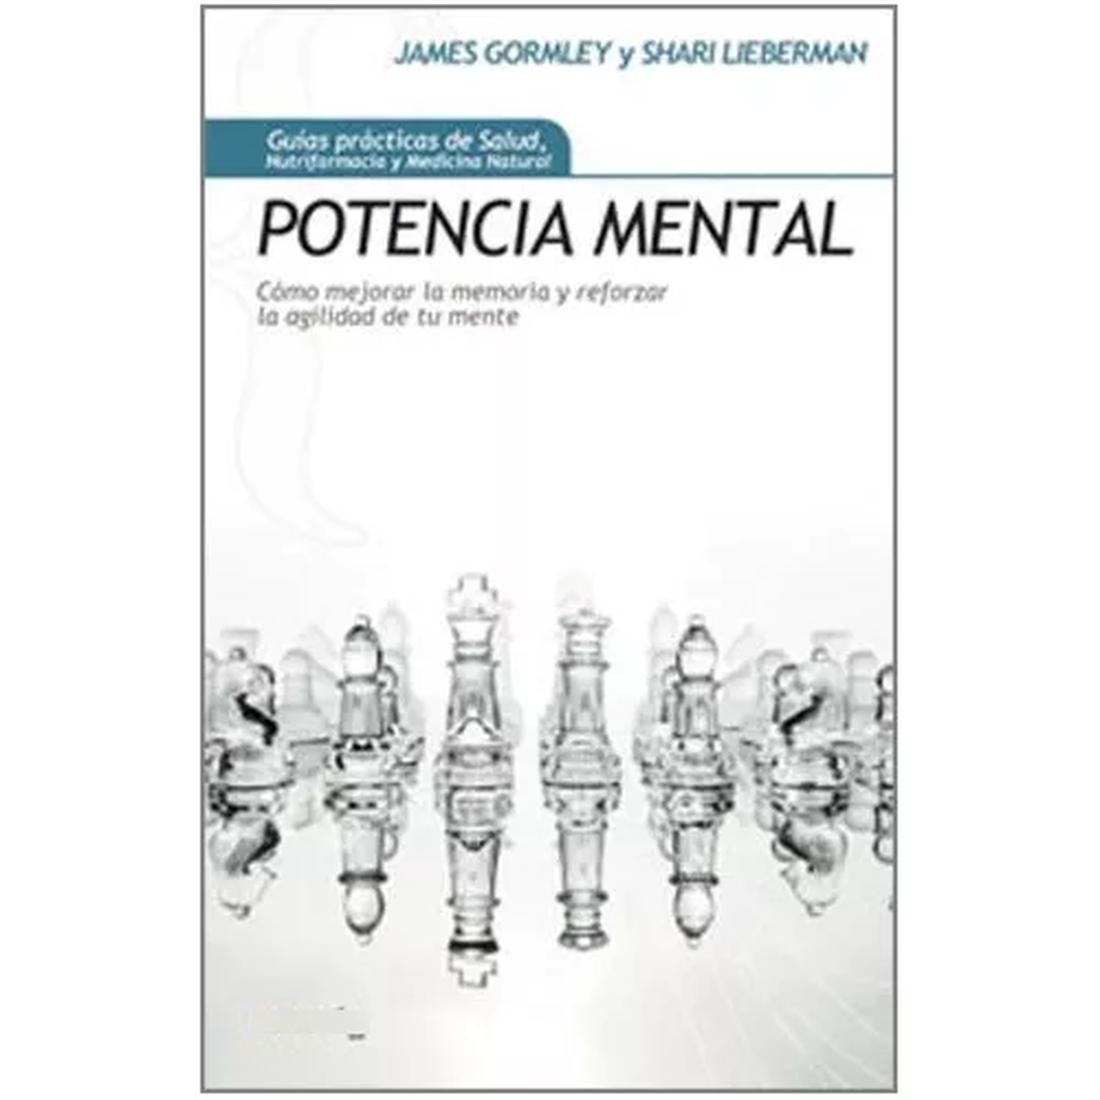 JAMES GORMLEY y SHARI LIEBERMAN
Guías prácticas de Salud,
Nutrifarmacia y Medicina Natural
POTENCIA MENTAL
Cómo mejorar la memoria y reforzar
la agilidad de tu mente